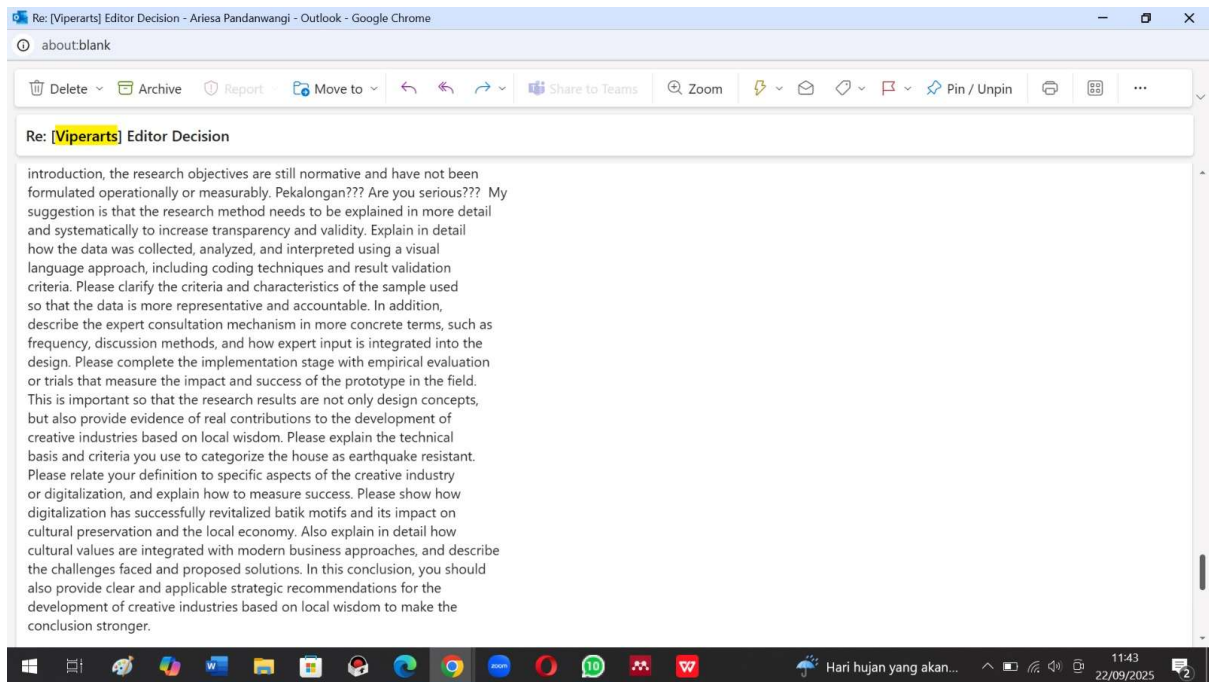 Re: [Viperarts] Editor Decision - Ariesa Pandanwangi - Outlook - Google Chrome
about:blank
Delete Archive Report Move to Share to Teams Zoom Pin / Unpin
Re: [Viperarts] Editor Decision
introduction, the research objectives are still normative and have not been
formulated operationally or measurably. Pekalongan??? Are you serious??? My
suggestion is that the research method needs to be explained in more detail
and systematically to increase transparency and validity. Explain in detail
how the data was collected, analyzed, and interpreted using a visual
language approach, including coding techniques and result validation
criteria. Please clarify the criteria and characteristics of the sample used
so that the data is more representative and accountable. In addition,
describe the expert consultation mechanism in more concrete terms, such as
frequency, discussion methods, and how expert input is integrated into the
design. Please complete the implementation stage with empirical evaluation
or trials that measure the impact and success of the prototype in the field.
This is important so that the research results are not only design concepts,
but also provide evidence of real contributions to the development of
creative industries based on local wisdom. Please explain the technical
basis and criteria you use to categorize the house as earthquake resistant.
Please relate your definition to specific aspects of the creative industry
or digitalization, and explain how to measure success. Please show how
digitalization has successfully revitalized batik motifs and its impact on
cultural preservation and the local economy. Also explain in detail how
cultural values are integrated with modern business approaches, and describe
the challenges faced and proposed solutions. In this conclusion, you should
also provide clear and applicable strategic recommendations for the
development of creative industries based on local wisdom to make the
conclusion stronger.
zoom 10 Hari hujan yang akan... 11:43
22/09/2025 2